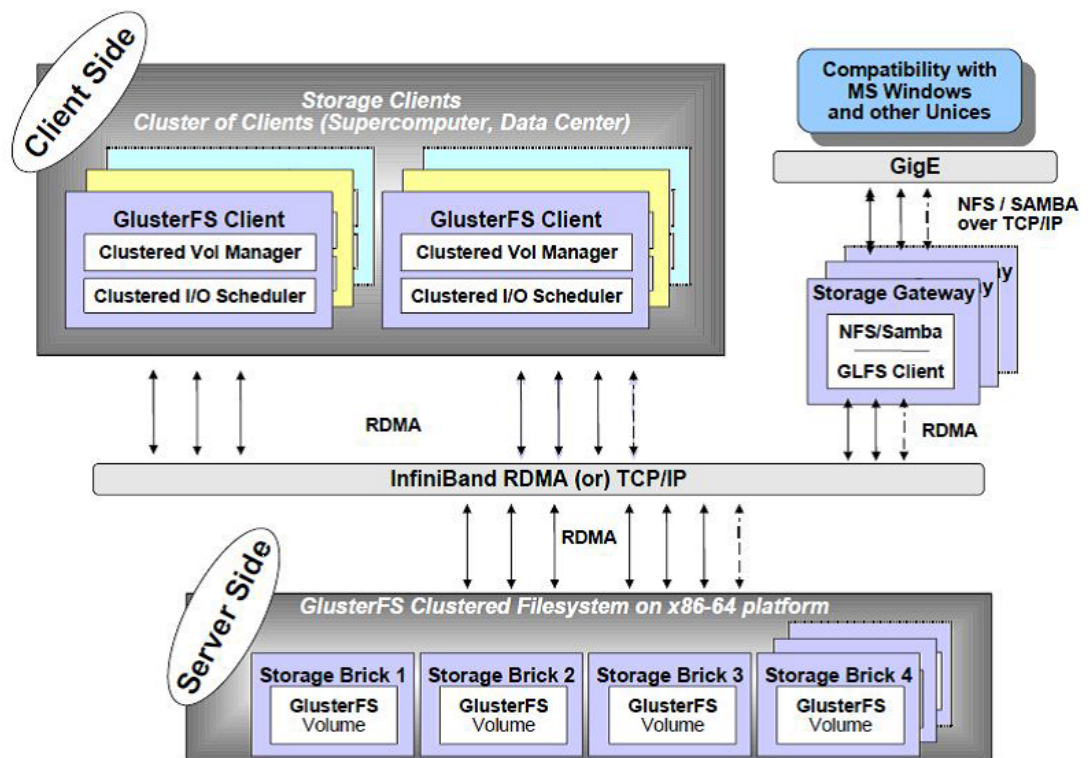 Client Side
Storage Clients
Cluster of Clients (Supercomputer, Data Center)
GlusterFS Client
Clustered Vol Manager
Clustered I/O Scheduler
GlusterFS Client
Clustered Vol Manager
Clustered I/O Scheduler
Compatibility with
MS Windows
and other Unices
GigE
NFS / SAMBA
over TCP/IP
Storage Gateway
NFS/Samba
GLFS Client
RDMA
RDMA
InfiniBand RDMA (or) TCP/IP
RDMA
Server Side
GlusterFS Clustered Filesystem on x86-64 platform
Storage Brick 1
GlusterFS
Volume
Storage Brick 2
GlusterFS
Volume
Storage Brick 3
GlusterFS
Volume
Storage Brick 4
GlusterFS
Volume